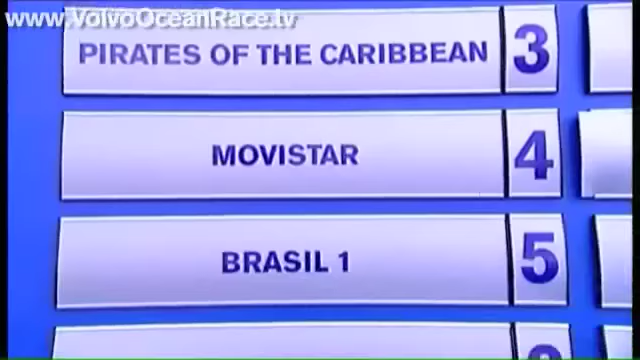 www.VolvoOceanRace.tv
PIRATES OF THE CARIBBEAN 3
MOVISTAR 4
BRASIL 1 5